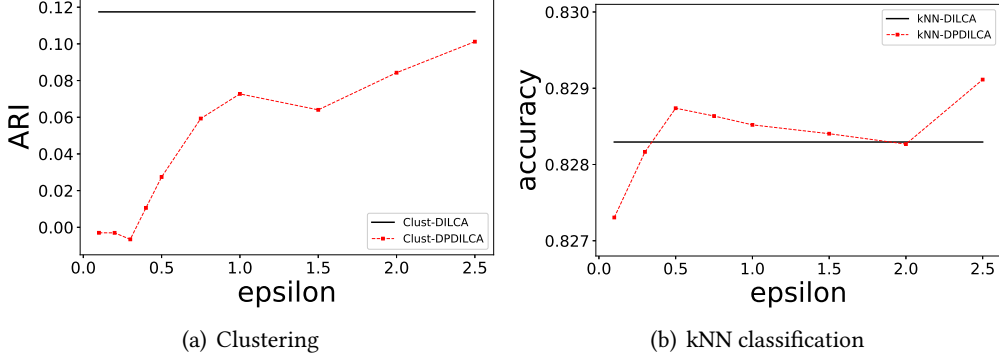 0.12
0.10
0.08
0.06
0.04
0.02
0.00
ARI
0.0 0.5 1.0 1.5 2.0 2.5
epsilon
Clust-DILCA
Clust-DPDILCA
(a) Clustering
0.830
0.829
0.828
0.827
accuracy
0.0 0.5 1.0 1.5 2.0 2.5
epsilon
kNN-DILCA
kNN-DPDILCA
(b) kNN classification